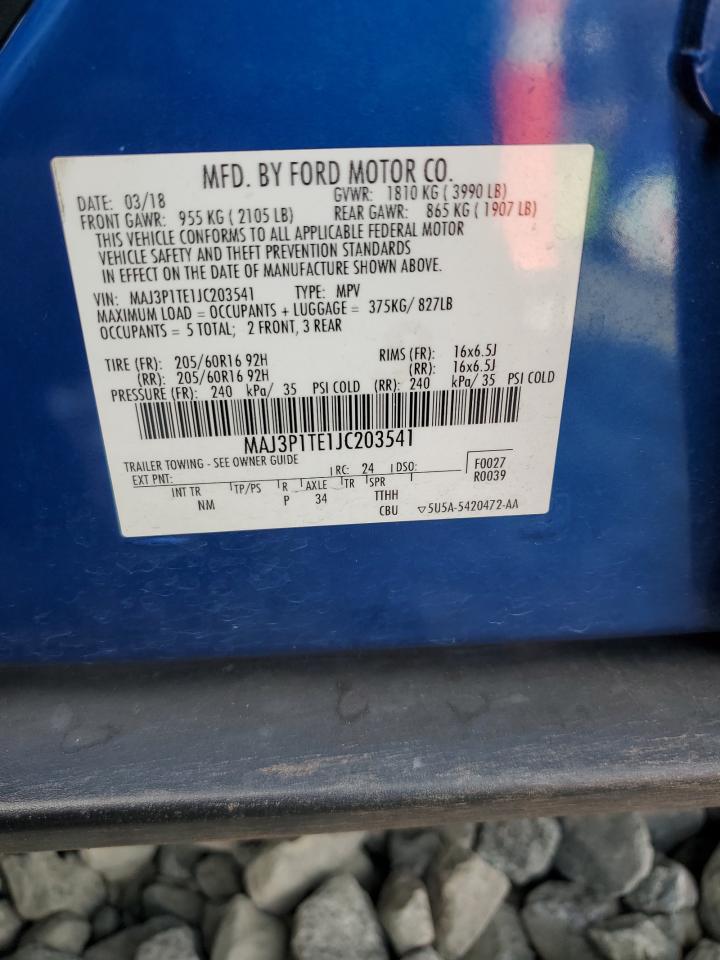 MFD. BY FORD MOTOR CO.
DATE: 03/18 GVWR: 1810 KG ( 3990 LB)
FRONT GAWR: 955 KG ( 2105 LB) REAR GAWR: 865 KG ( 1907 LB)
THIS VEHICLE CONFORMS TO ALL APPLICABLE FEDERAL MOTOR
VEHICLE SAFETY AND THEFT PREVENTION STANDARDS
IN EFFECT ON THE DATE OF MANUFACTURE SHOWN ABOVE.
VIN: MAJ3P1TE1JC203541 TYPE: MPV
MAXIMUM LOAD = OCCUPANTS + LUGGAGE = 375KG/ 827LB
OCCUPANTS = 5 TOTAL; 2 FRONT, 3 REAR
TIRE (FR): 205/60R16 92H RIMS (FR): 16x6.5J
(RR): 205/60R16 92H (RR): 16x6.5J
PRESSURE (FR): 240 kPa/ 35 PSI COLD (RR): 240 kPa/ 35 PSI COLD
MAJ3P1TE1JC203541
TRAILER TOWING - SEE OWNER GUIDE
EXT PNT: RC: 24 DSO: F0027
R0039
INT TR TP/PS R AXLE TR SPR
NM P 34 TTHH
CBU ▽5U5A-5420472-AA